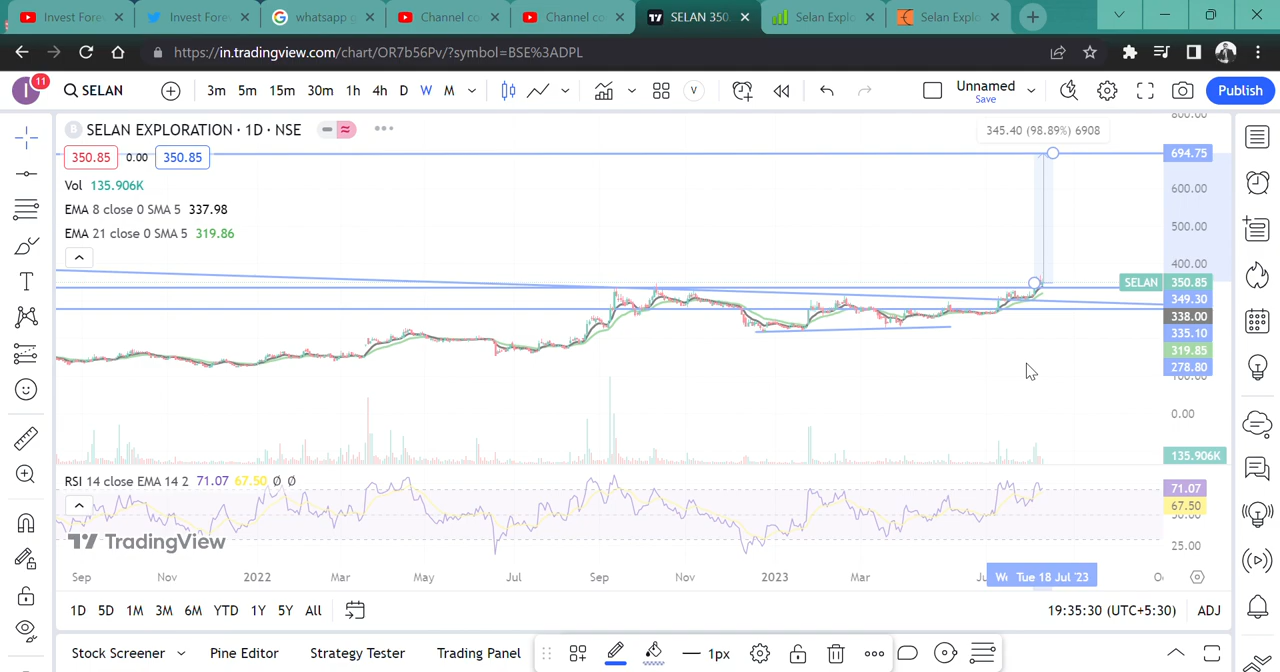 Invest Fore
Invest Fore
whatsapp g
Channel co
Channel co
SELAN 350.
Selan Explo
Selan Explo
https://in.tradingview.com/chart/OR7b56Pv/?symbol=BSE%3ADPL
11
SELAN
3m 5m 15m 30m 1h 4h D W M
V
Unnamed
Save
Publish
SELAN EXPLORATION · 1D · NSE
350.85 0.00 350.85
Vol 135.906K
EMA 8 close 0 SMA 5 337.98
EMA 21 close 0 SMA 5 319.86
345.40 (98.89%) 6908
800.00
694.75
600.00
500.00
400.00
SELAN 350.85
349.30
338.00
335.10
319.85
278.80
100.00
0.00
135.906K
RSI 14 close EMA 14 2 71.07 67.50 Ø Ø
71.07
67.50
50.00
25.00
TradingView
Sep Nov 2022 Mar May Jul Sep Nov 2023 Mar Tue 18 Jul '23
1D 5D 1M 3M 6M YTD 1Y 5Y All
19:35:30 (UTC+5:30) ADJ
Stock Screener Pine Editor Strategy Tester Trading Panel
1px